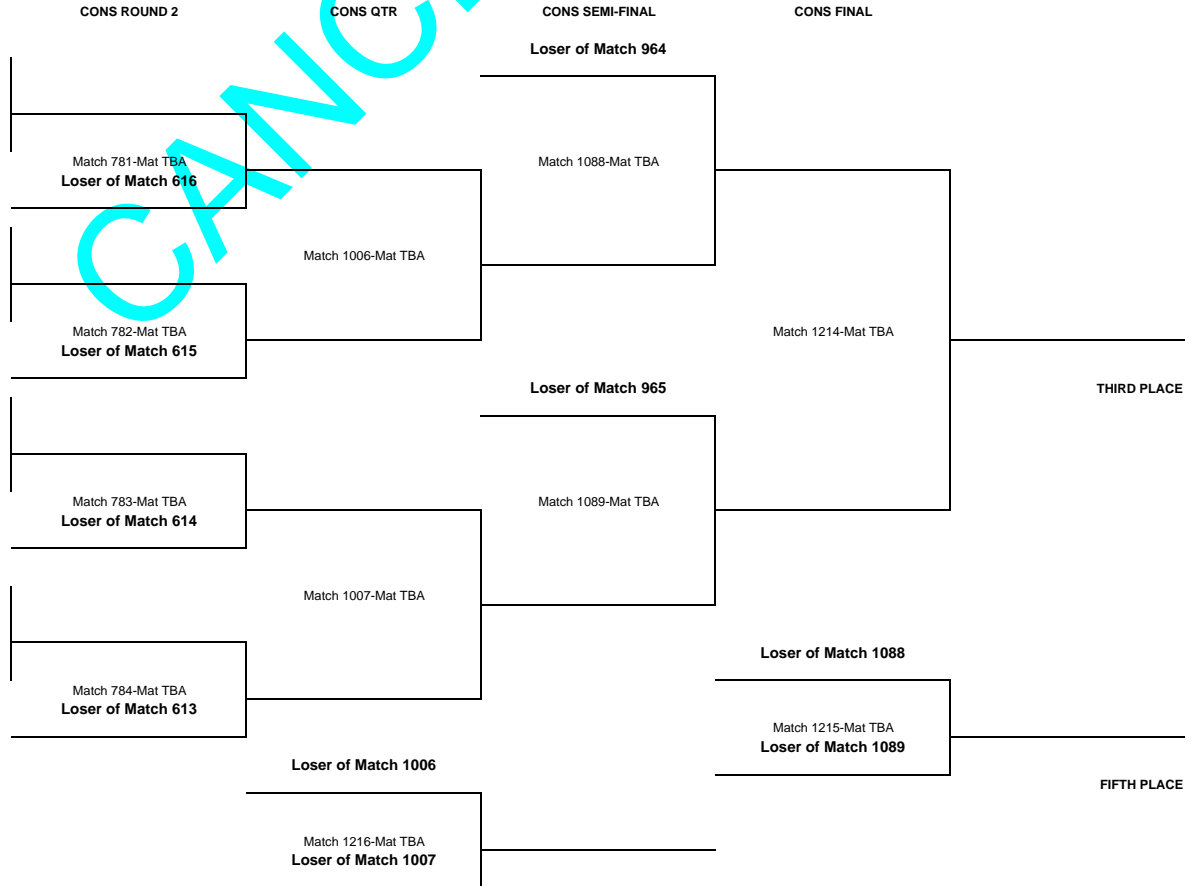 CONS ROUND 2
CONS QTR
CONS SEMI-FINAL
CONS FINAL
Loser of Match 964
Match 781-Mat TBA
Loser of Match 616
Match 1088-Mat TBA
Match 1006-Mat TBA
Match 782-Mat TBA
Loser of Match 615
Match 1214-Mat TBA
Loser of Match 965
THIRD PLACE
Match 783-Mat TBA
Loser of Match 614
Match 1089-Mat TBA
Match 1007-Mat TBA
Loser of Match 1088
Match 784-Mat TBA
Loser of Match 613
Match 1215-Mat TBA
Loser of Match 1089
Loser of Match 1006
FIFTH PLACE
Match 1216-Mat TBA
Loser of Match 1007
CANC